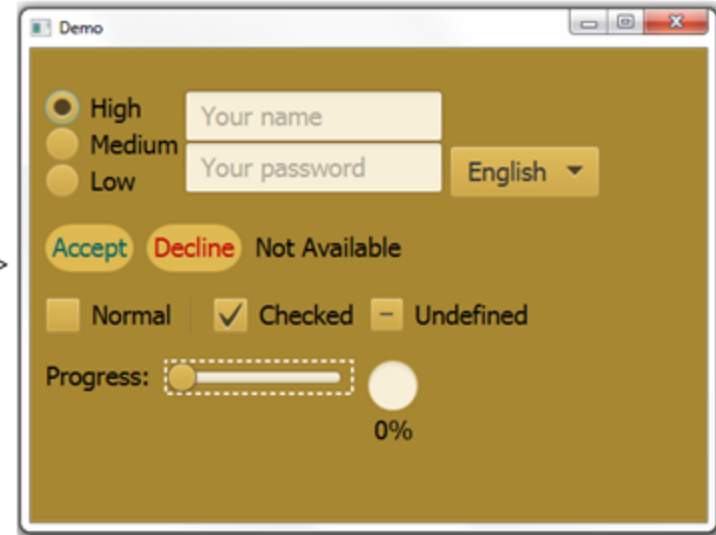 Demo
High
Your name
Medium
Your password
English
Low
Accept Decline Not Available
Normal Checked Undefined
Progress:
0%